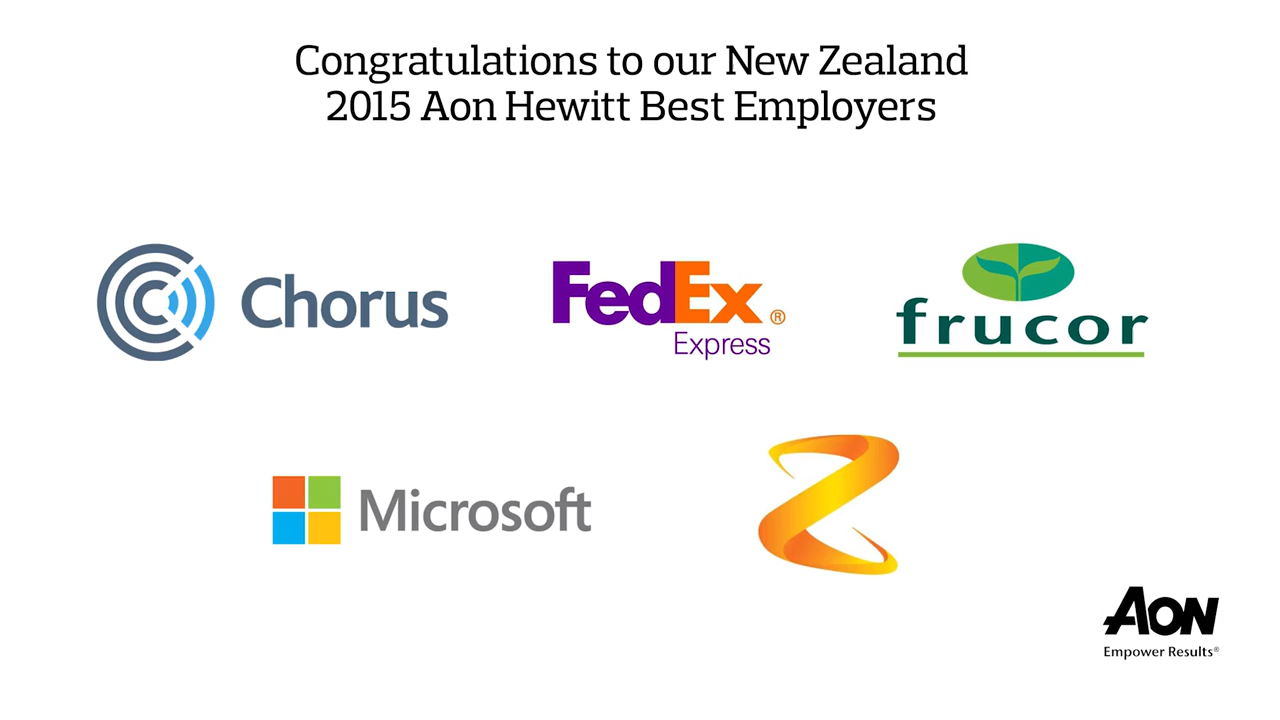 Congratulations to our New Zealand
2015 Aon Hewitt Best Employers
Chorus
FedEx®
Express
frucor
Microsoft
Z
AON
Empower Results®